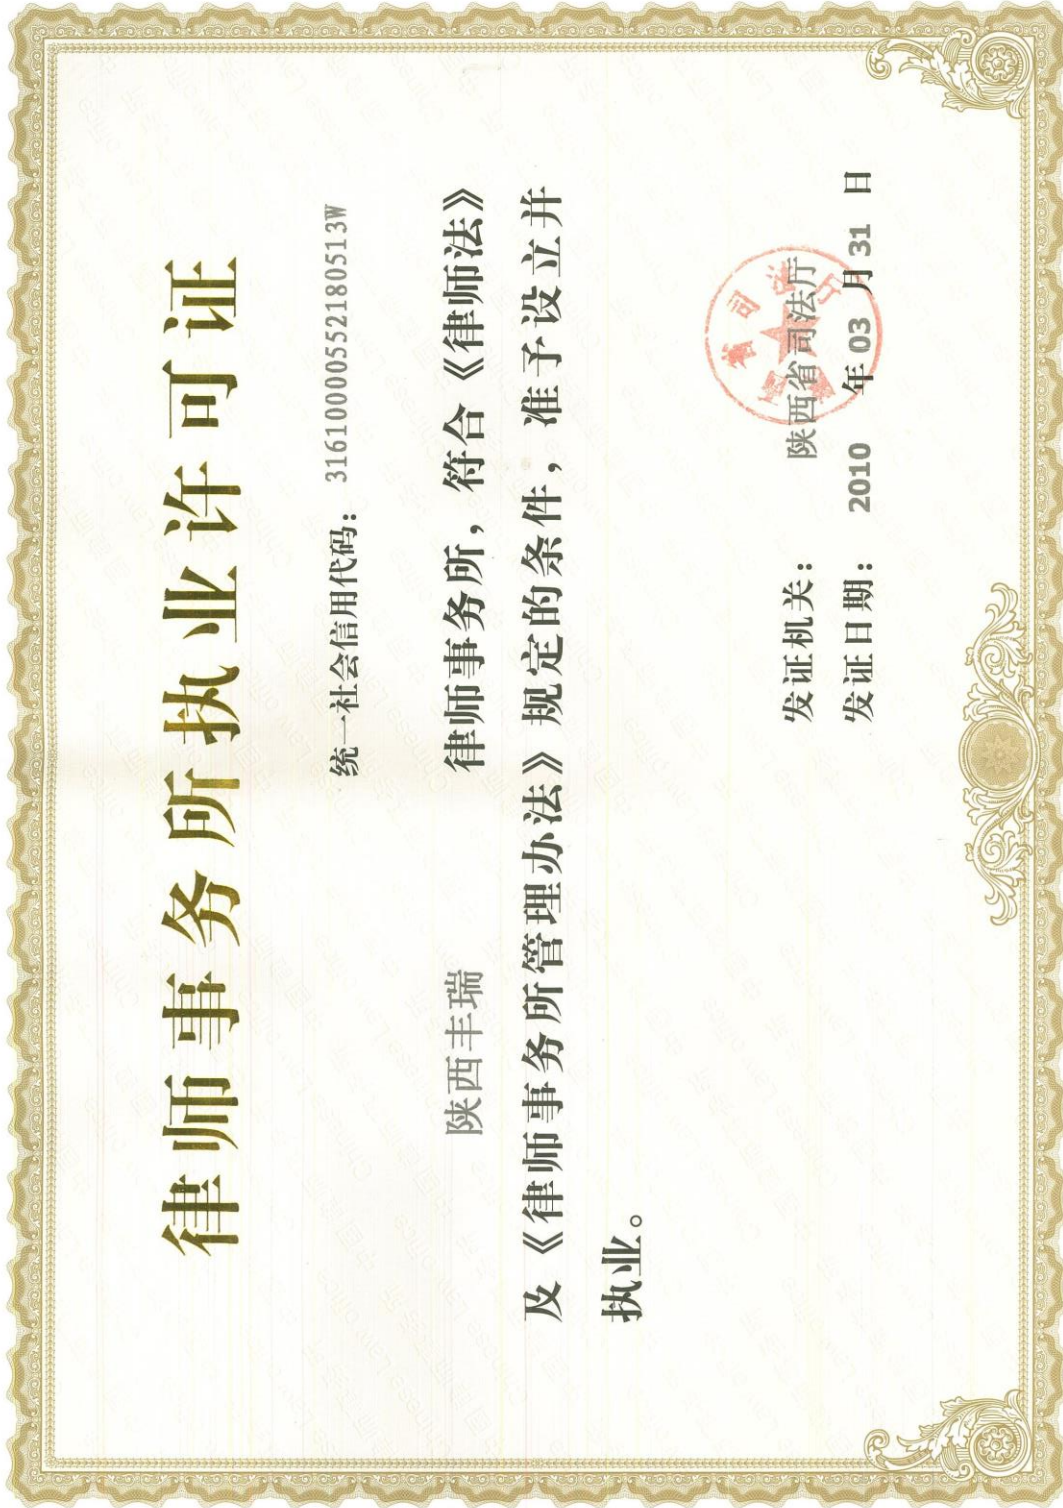 律师事务所执业许可证
统一社会信用代码：31610000552180513W
陕西丰瑞 律师事务所，符合《律师法》
及《律师事务所管理办法》规定的条件，准予设立并
执业。
发证机关： 陕西省司法厅
发证日期： 2010 年 03 月 31 日